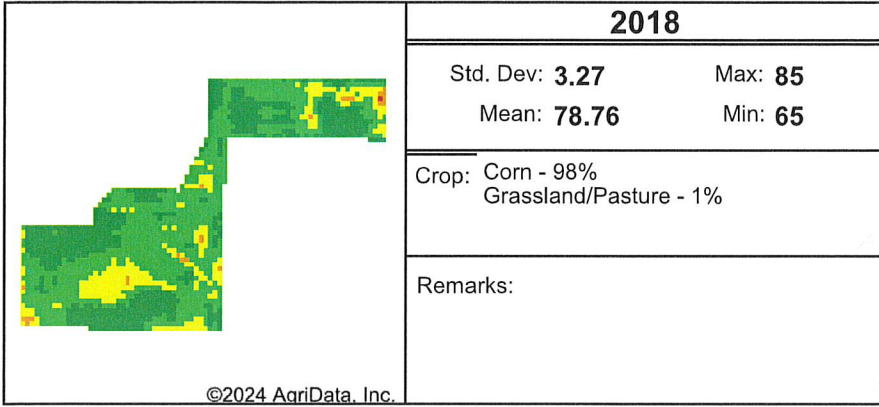 2018
Std. Dev: 3.27 Max: 85
Mean: 78.76 Min: 65
Crop: Corn - 98%
Grassland/Pasture - 1%
Remarks:
©2024 AgriData, Inc.